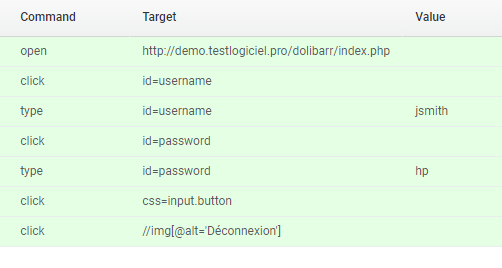 Command Target Value
open http://demo.testlogiciel.pro/dolibarr/index.php
click id=username
type id=username jsmith
click id=password
type id=password hp
click css=input.button
click //img[@alt='Déconnexion']